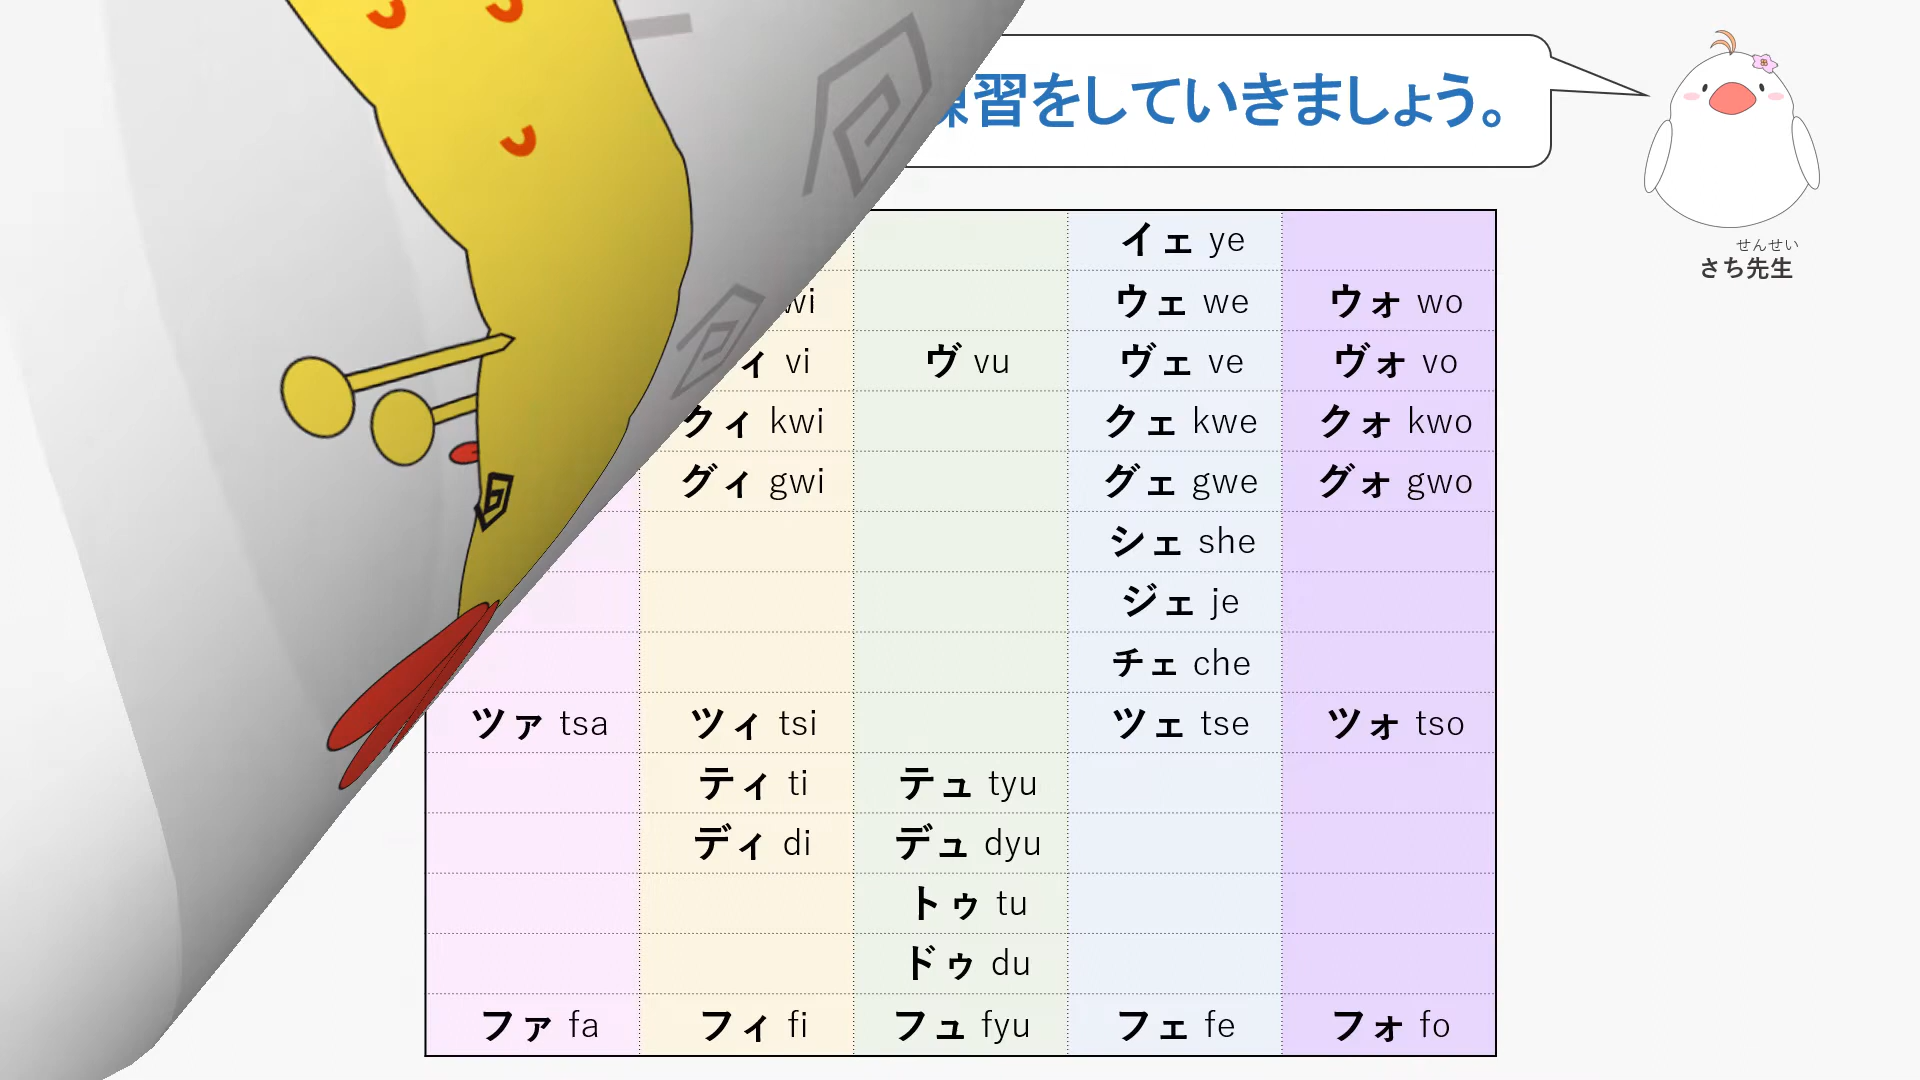 習をしていきましょう。
せんせい
さち先生
イェ ye
wi ウェ we ウォ wo
ィ vi ヴ vu ヴェ ve ヴォ vo
クィ kwi クェ kwe クォ kwo
グィ gwi グェ gwe グォ gwo
シェ she
ジェ je
チェ che
ツァ tsa ツィ tsi ツェ tse ツォ tso
ティ ti テュ tyu
ディ di デュ dyu
トゥ tu
ドゥ du
ファ fa フィ fi フュ fyu フェ fe フォ fo